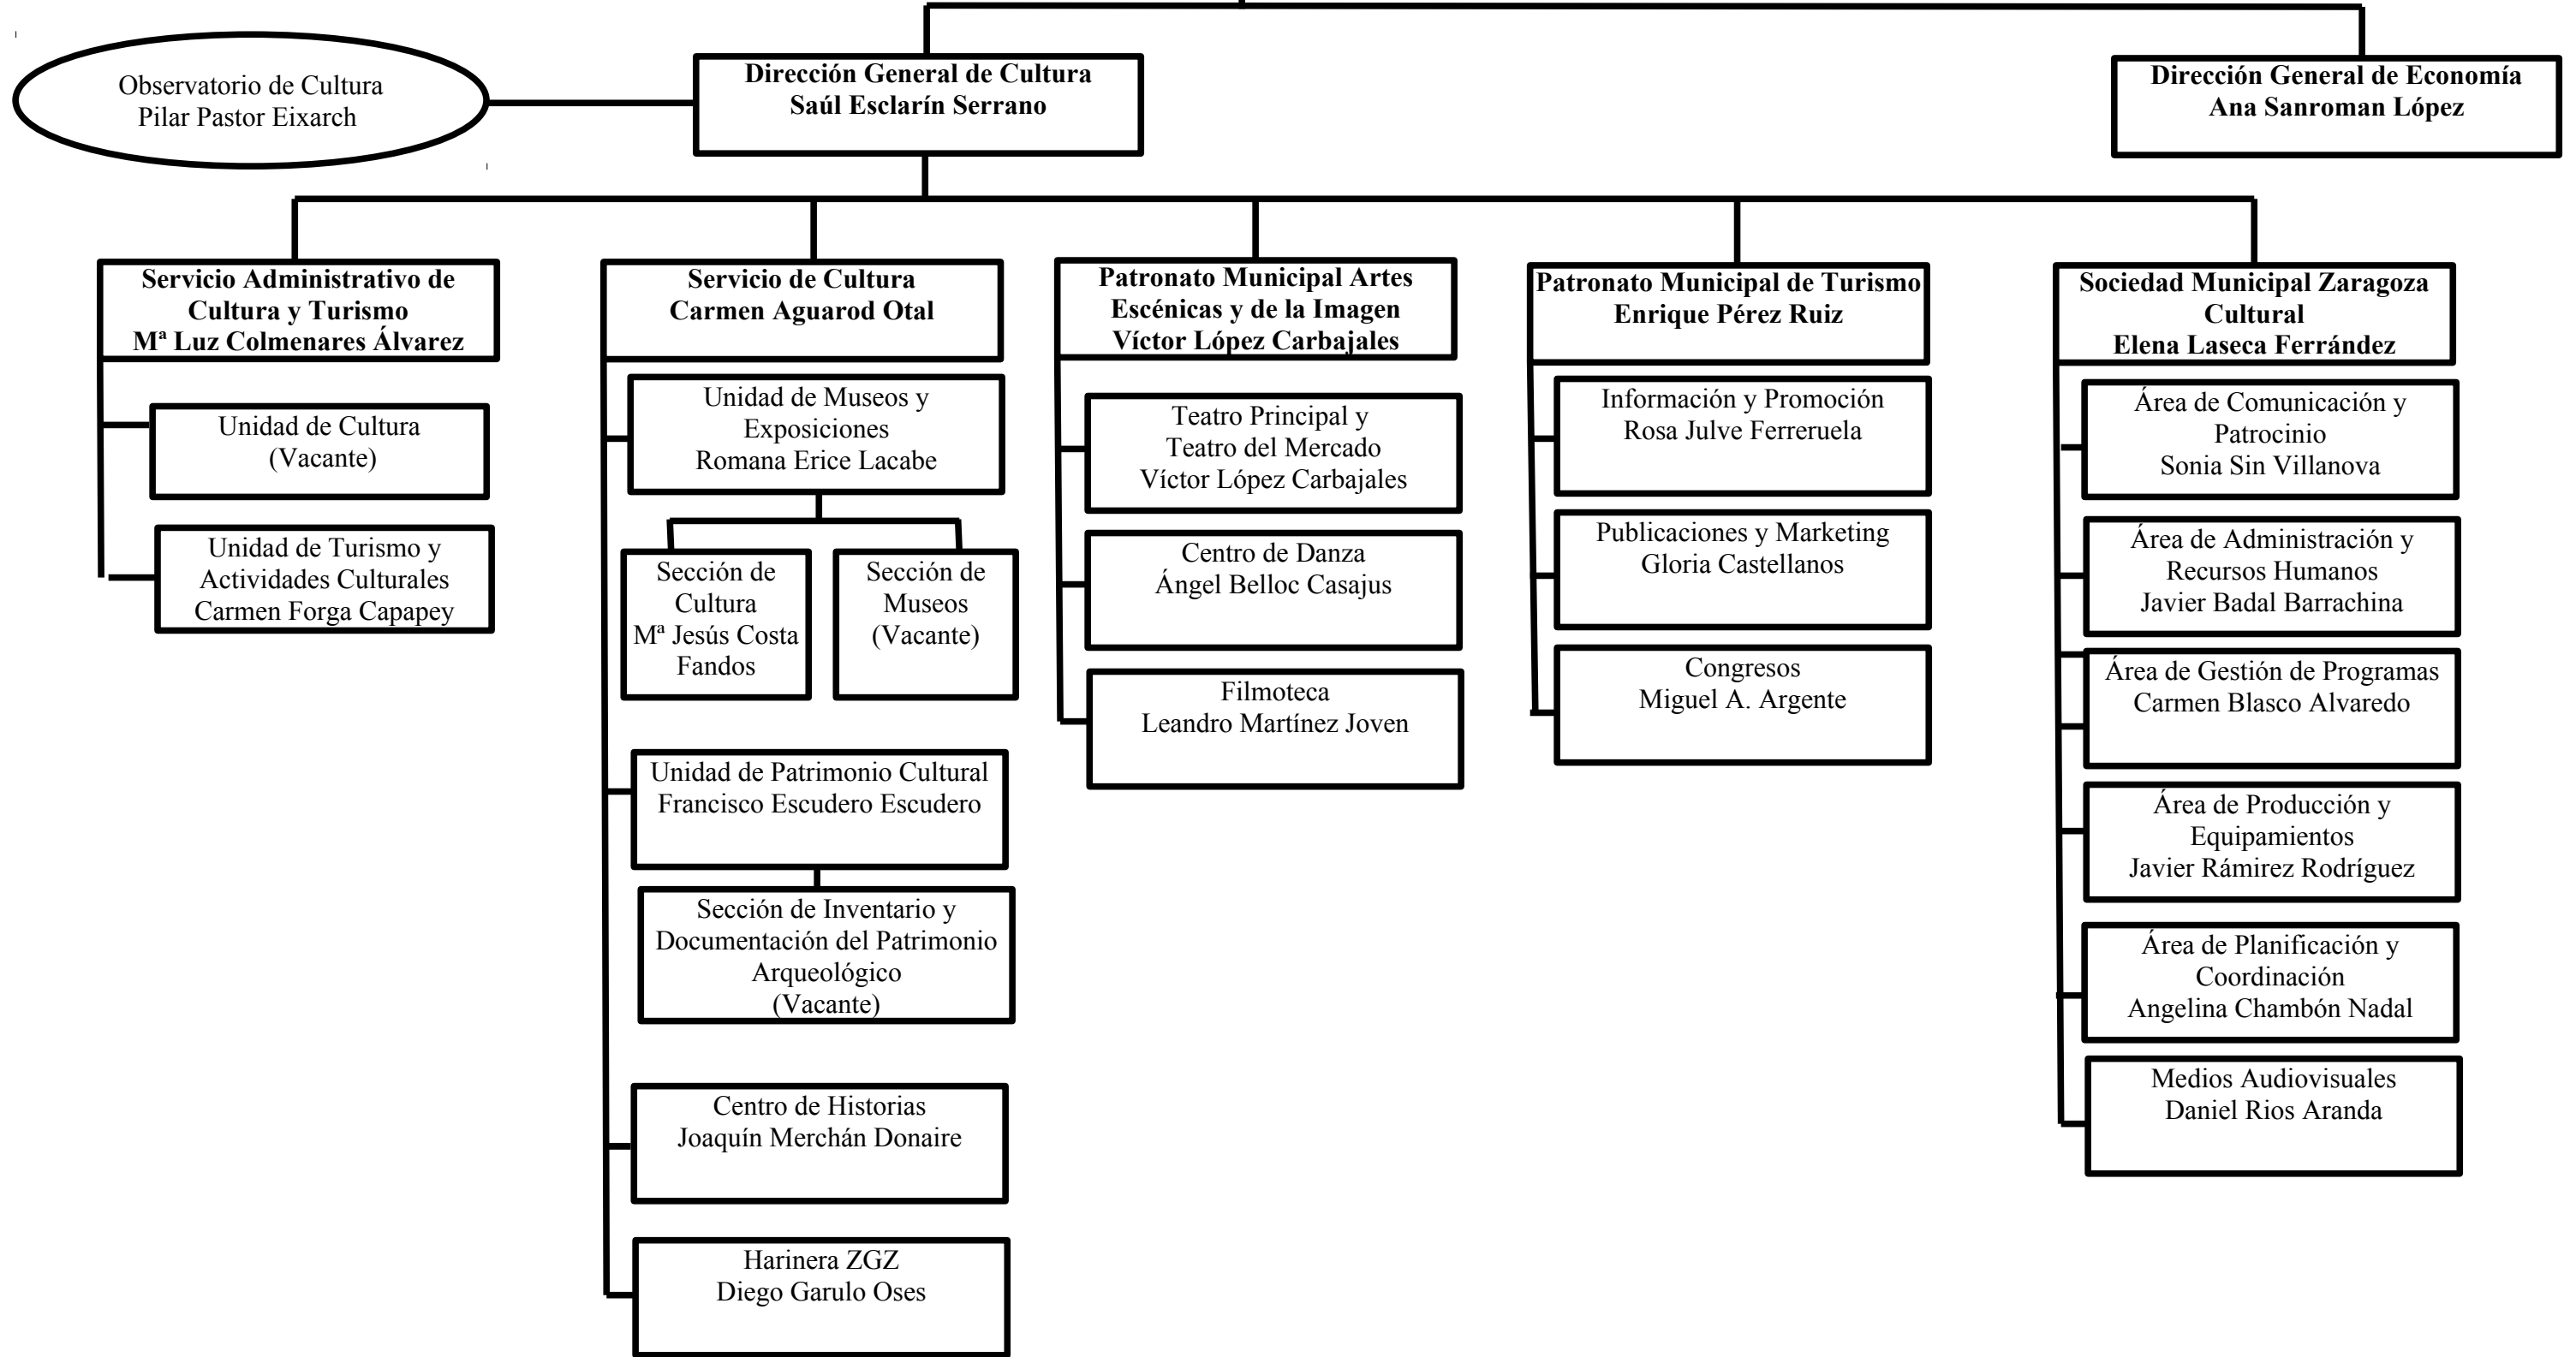 Observatorio de Cultura
Pilar Pastor Eixarch
Dirección General de Cultura
Saúl Esclarín Serrano
Dirección General de Economía
Ana Sanroman López
Servicio Administrativo de
Cultura y Turismo
Mª Luz Colmenares Álvarez
Unidad de Cultura
(Vacante)
Unidad de Turismo y
Actividades Culturales
Carmen Forga Capapey
Servicio de Cultura
Carmen Aguarod Otal
Unidad de Museos y
Exposiciones
Romana Erice Lacabe
Sección de
Cultura
Mª Jesús Costa
Fandos
Sección de
Museos
(Vacante)
Unidad de Patrimonio Cultural
Francisco Escudero Escudero
Sección de Inventario y
Documentación del Patrimonio
Arqueológico
(Vacante)
Centro de Historias
Joaquín Merchán Donaire
Harinera ZGZ
Diego Garulo Oses
Patronato Municipal Artes
Escénicas y de la Imagen
Víctor López Carbajales
Teatro Principal y
Teatro del Mercado
Víctor López Carbajales
Centro de Danza
Ángel Belloc Casajus
Filmoteca
Leandro Martínez Joven
Patronato Municipal de Turismo
Enrique Pérez Ruiz
Información y Promoción
Rosa Julve Ferreruela
Publicaciones y Marketing
Gloria Castellanos
Congresos
Miguel A. Argente
Sociedad Municipal Zaragoza
Cultural
Elena Laseca Ferrández
Área de Comunicación y
Patrocinio
Sonia Sin Villanova
Área de Administración y
Recursos Humanos
Javier Badal Barrachina
Área de Gestión de Programas
Carmen Blasco Alvaredo
Área de Producción y
Equipamientos
Javier Rámirez Rodríguez
Área de Planificación y
Coordinación
Angelina Chambón Nadal
Medios Audiovisuales
Daniel Rios Aranda